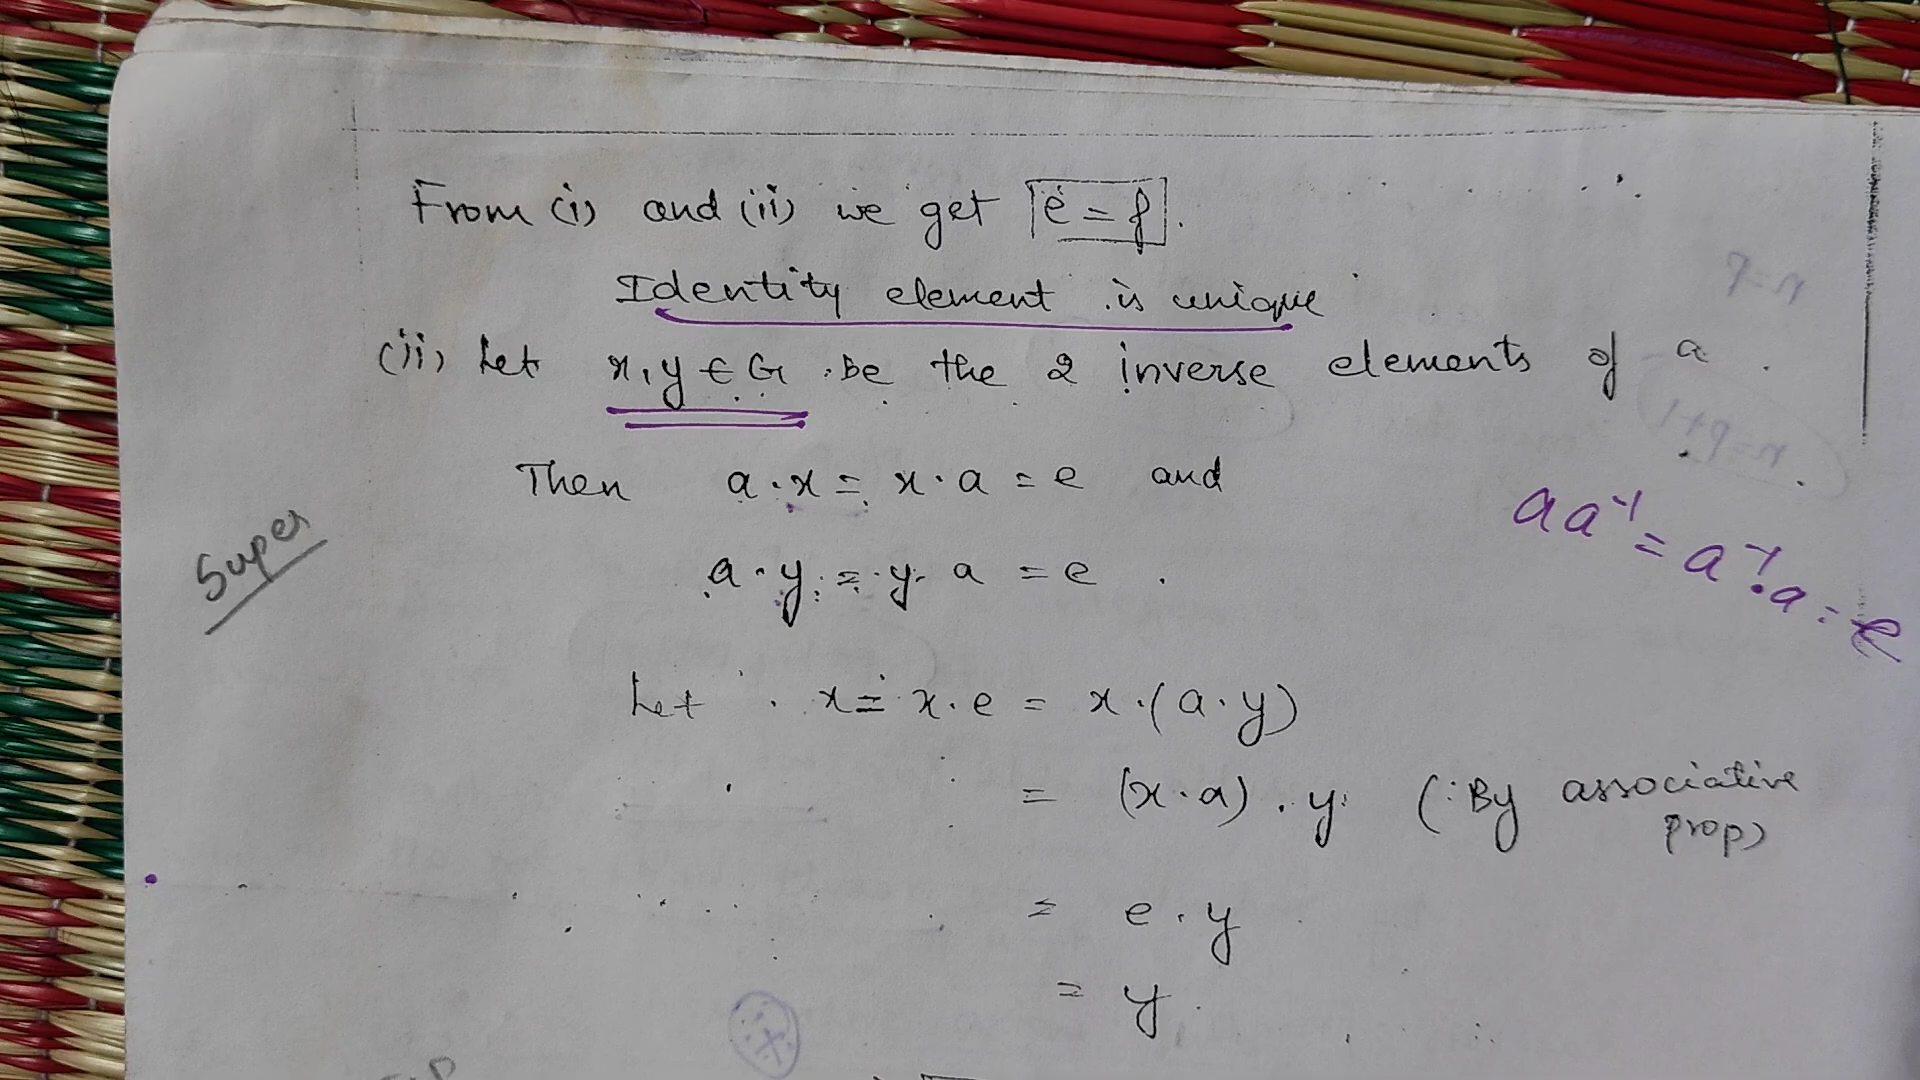 From (i) and (ii) we get e = f.
Identity element is unique
(ii) Let x, y ∈ G be the 2 inverse elements of a.
Then a·x = x·a = e and
a·y = y·a = e.
aa⁻¹ = a⁻¹·a = e
Super
Let x = x·e = x·(a·y)
= (x·a)·y (∵ By associative
prop)
= e·y
= y.